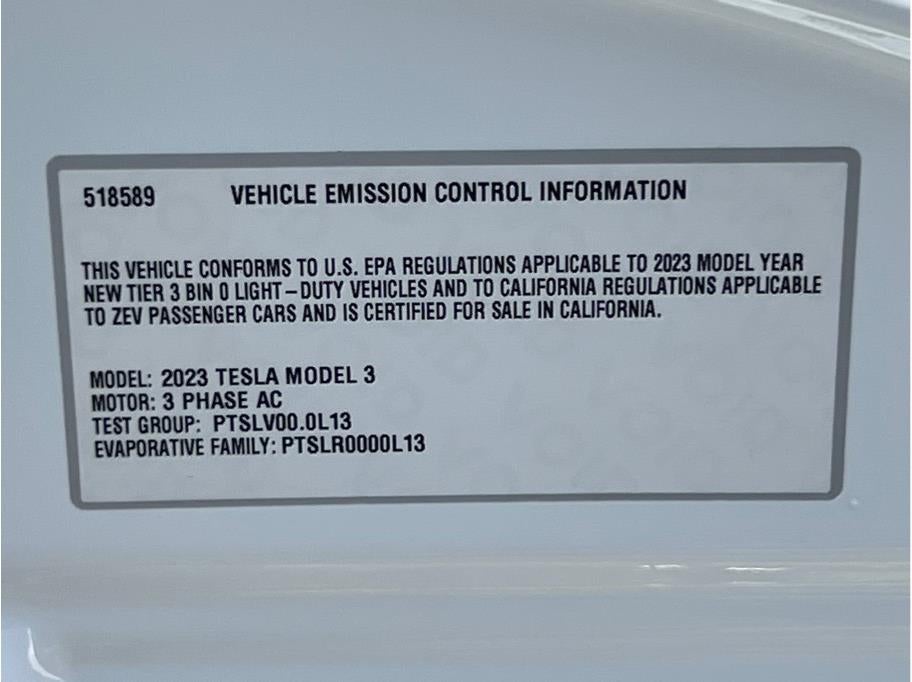 518589 VEHICLE EMISSION CONTROL INFORMATION
THIS VEHICLE CONFORMS TO U.S. EPA REGULATIONS APPLICABLE TO 2023 MODEL YEAR
NEW TIER 3 BIN 0 LIGHT-DUTY VEHICLES AND TO CALIFORNIA REGULATIONS APPLICABLE
TO ZEV PASSENGER CARS AND IS CERTIFIED FOR SALE IN CALIFORNIA.
MODEL: 2023 TESLA MODEL 3
MOTOR: 3 PHASE AC
TEST GROUP: PTSLV00.0L13
EVAPORATIVE FAMILY: PTSLR0000L13